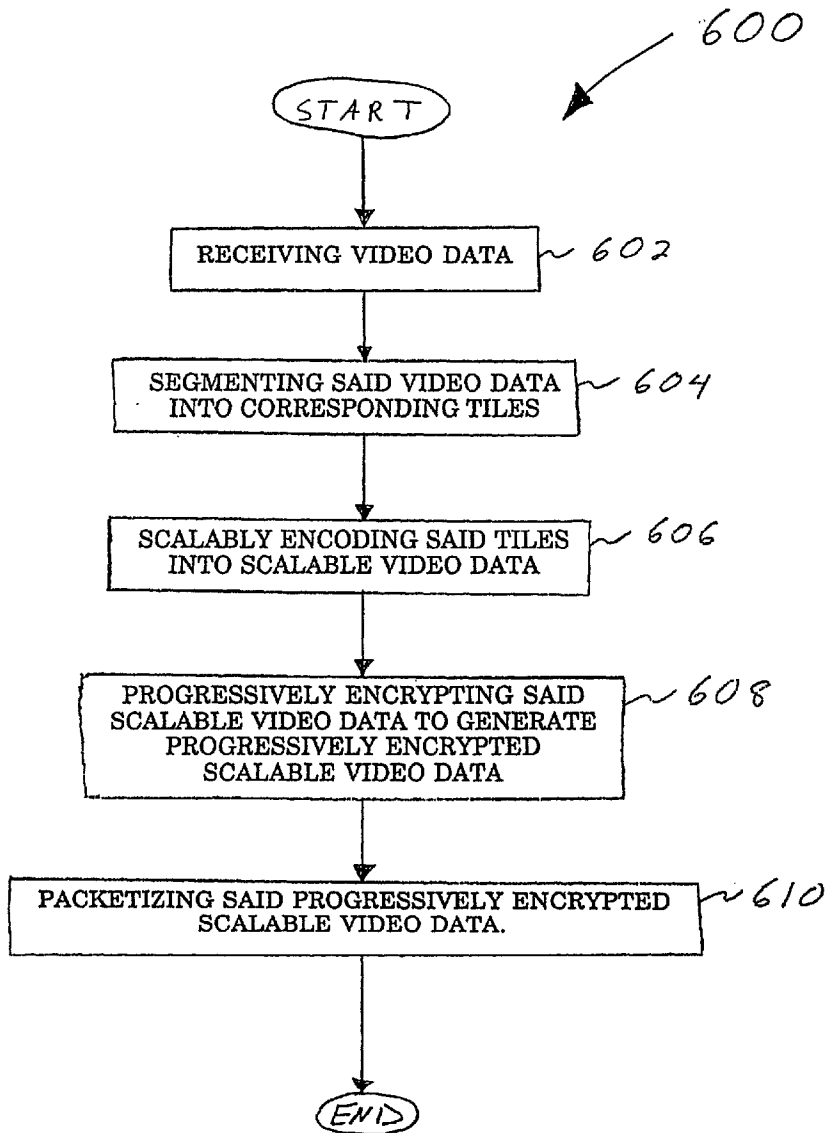 600
START
RECEIVING VIDEO DATA
602
SEGMENTING SAID VIDEO DATA
INTO CORRESPONDING TILES
604
SCALABLY ENCODING SAID TILES
INTO SCALABLE VIDEO DATA
606
PROGRESSIVELY ENCRYPTING SAID
SCALABLE VIDEO DATA TO GENERATE
PROGRESSIVELY ENCRYPTED
SCALABLE VIDEO DATA
608
PACKETIZING SAID PROGRESSIVELY ENCRYPTED
SCALABLE VIDEO DATA.
610
END